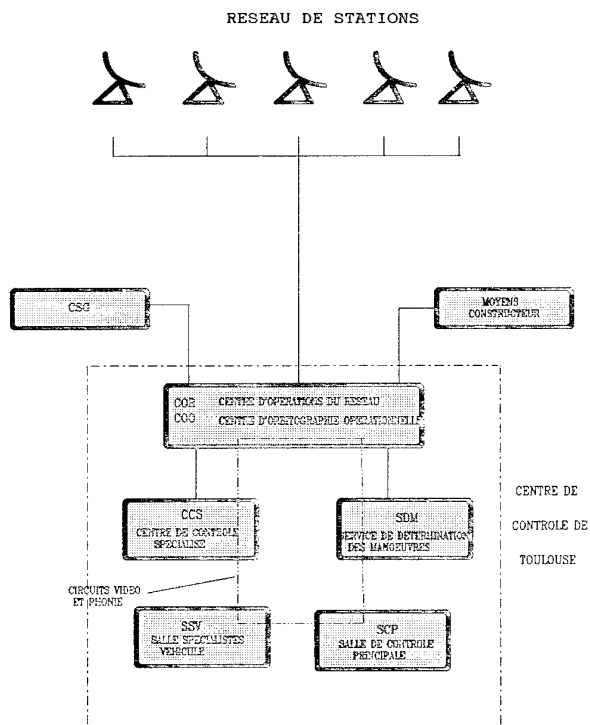 RESEAU DE STATIONS
CSG
MOYENS
CONSTRUCTEUR
COR CENTRE D'OPERATIONS DU RESEAU
COO CENTRE D'ORBITOGRAPHIE OPERATIONNELLE
CCS
CENTRE DE CONTROLE
SPECIALISE
SDM
SERVICE DE DETERMINATION
DES MANOEUVRES
CENTRE DE
CONTROLE DE
TOULOUSE
CIRCUITS VIDEO
ET PHONIE
SSV
SALLE SPECIALISTES
VEHICULE
SCP
SALLE DE CONTROLE
PRINCIPALE